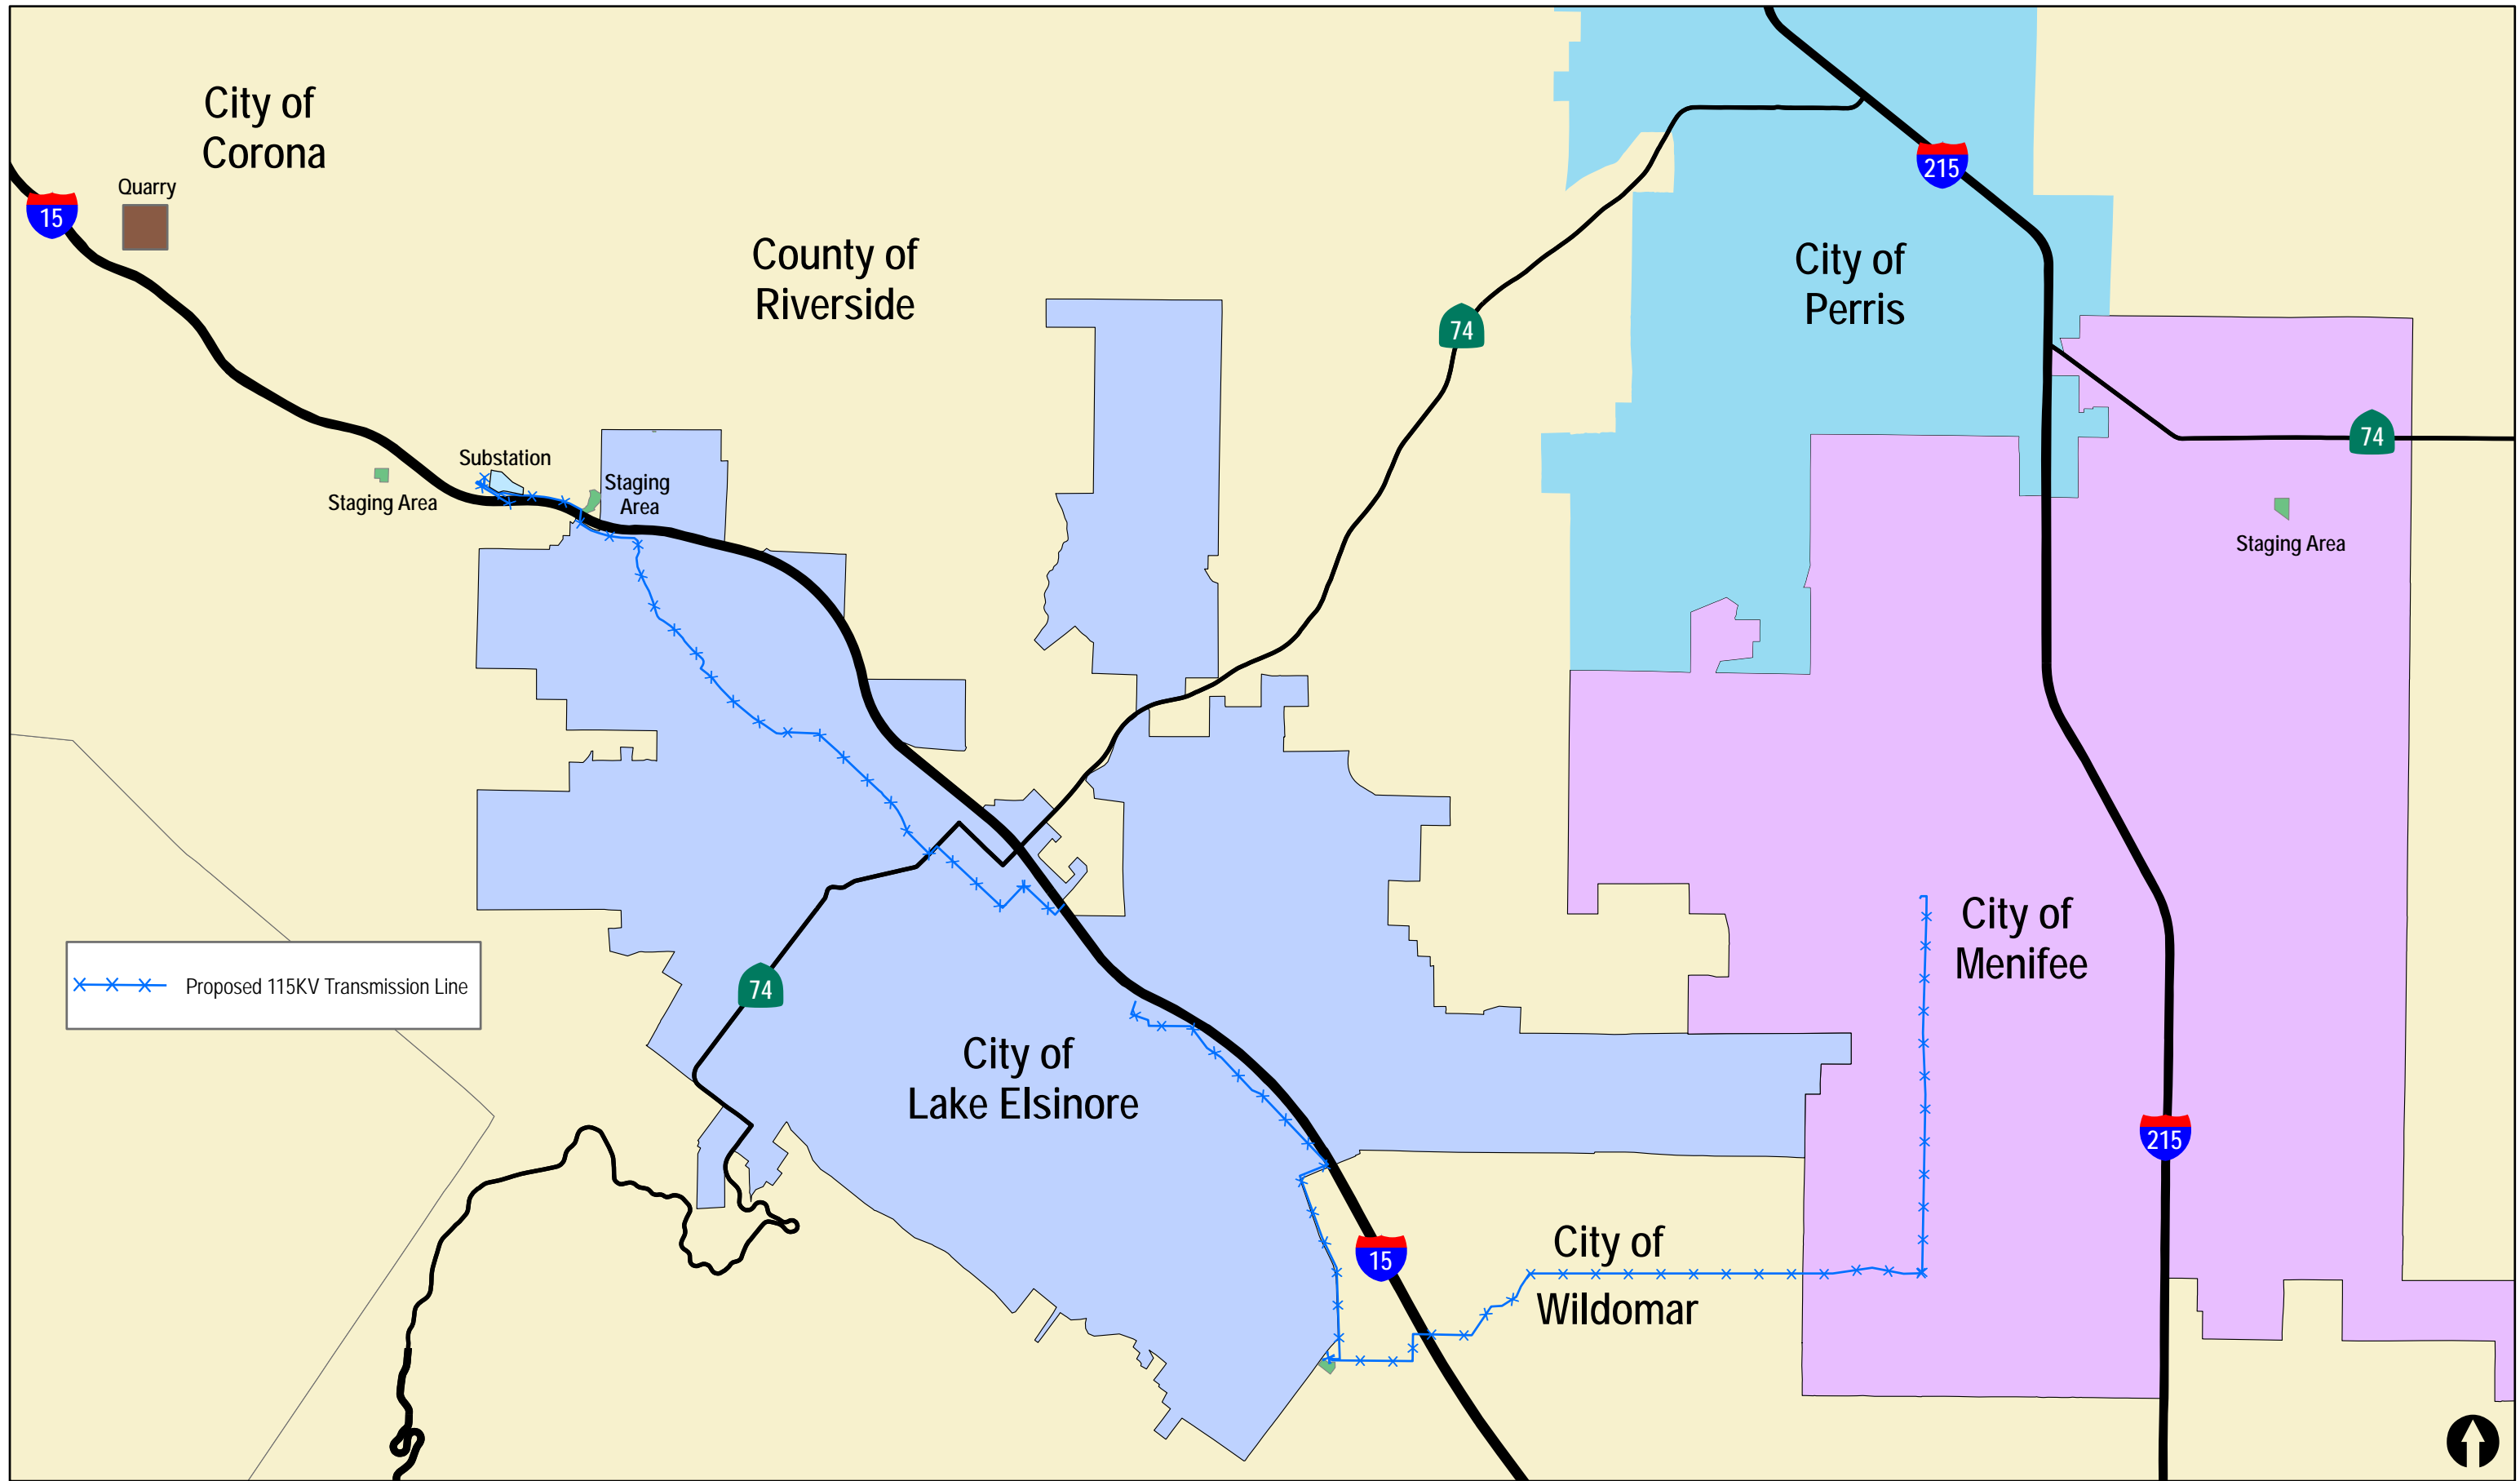 City of
Corona
Quarry
15
215
County of
Riverside
City of
Perris
74
74
Substation
Staging Area
Staging
Area
Staging Area
City of
Menifee
Proposed 115KV Transmission Line
74
City of
Lake Elsinore
215
15
City of
Wildomar